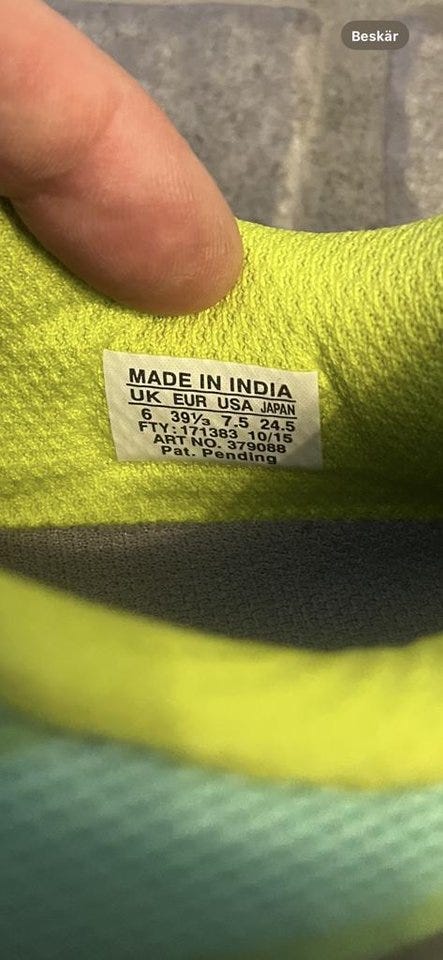 Beskär
MADE IN INDIA
UK EUR USA JAPAN
6 39⅓ 7.5 24.5
FTY: 171383 10/15
ART NO. 379088
Pat. Pending